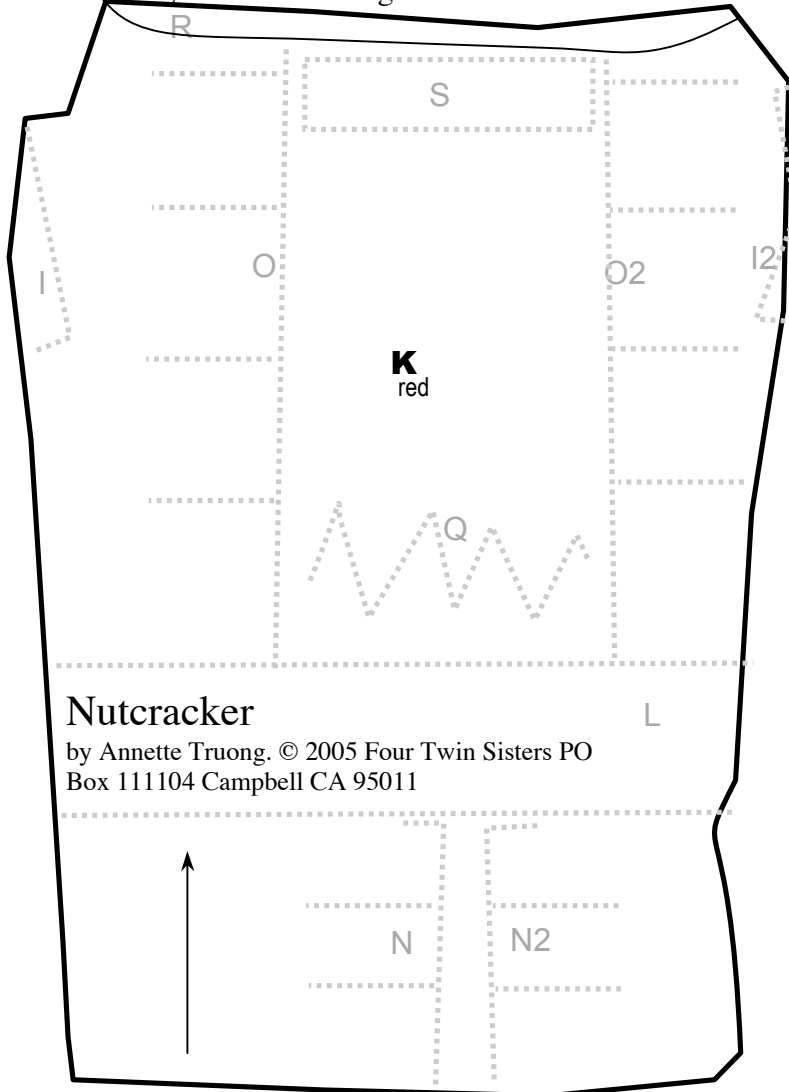 R
S
O
O2
I2
I
K
red
Q
Nutcracker
L
by Annette Truong. © 2005 Four Twin Sisters PO
Box 111104 Campbell CA 95011
N
N2